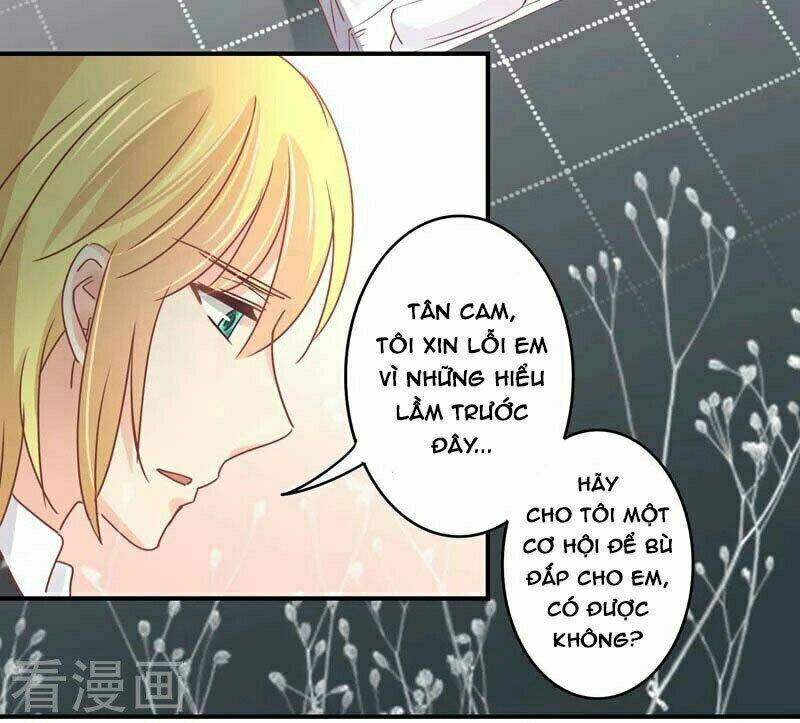 TÂN CAM,
TÔI XIN LỖI EM
VÌ NHỮNG HIỂU
LẦM TRƯỚC
ĐÂY...
HÃY
CHO TÔI MỘT
CƠ HỘI ĐỂ BÙ
ĐẮP CHO EM,
CÓ ĐƯỢC
KHÔNG?
看漫画